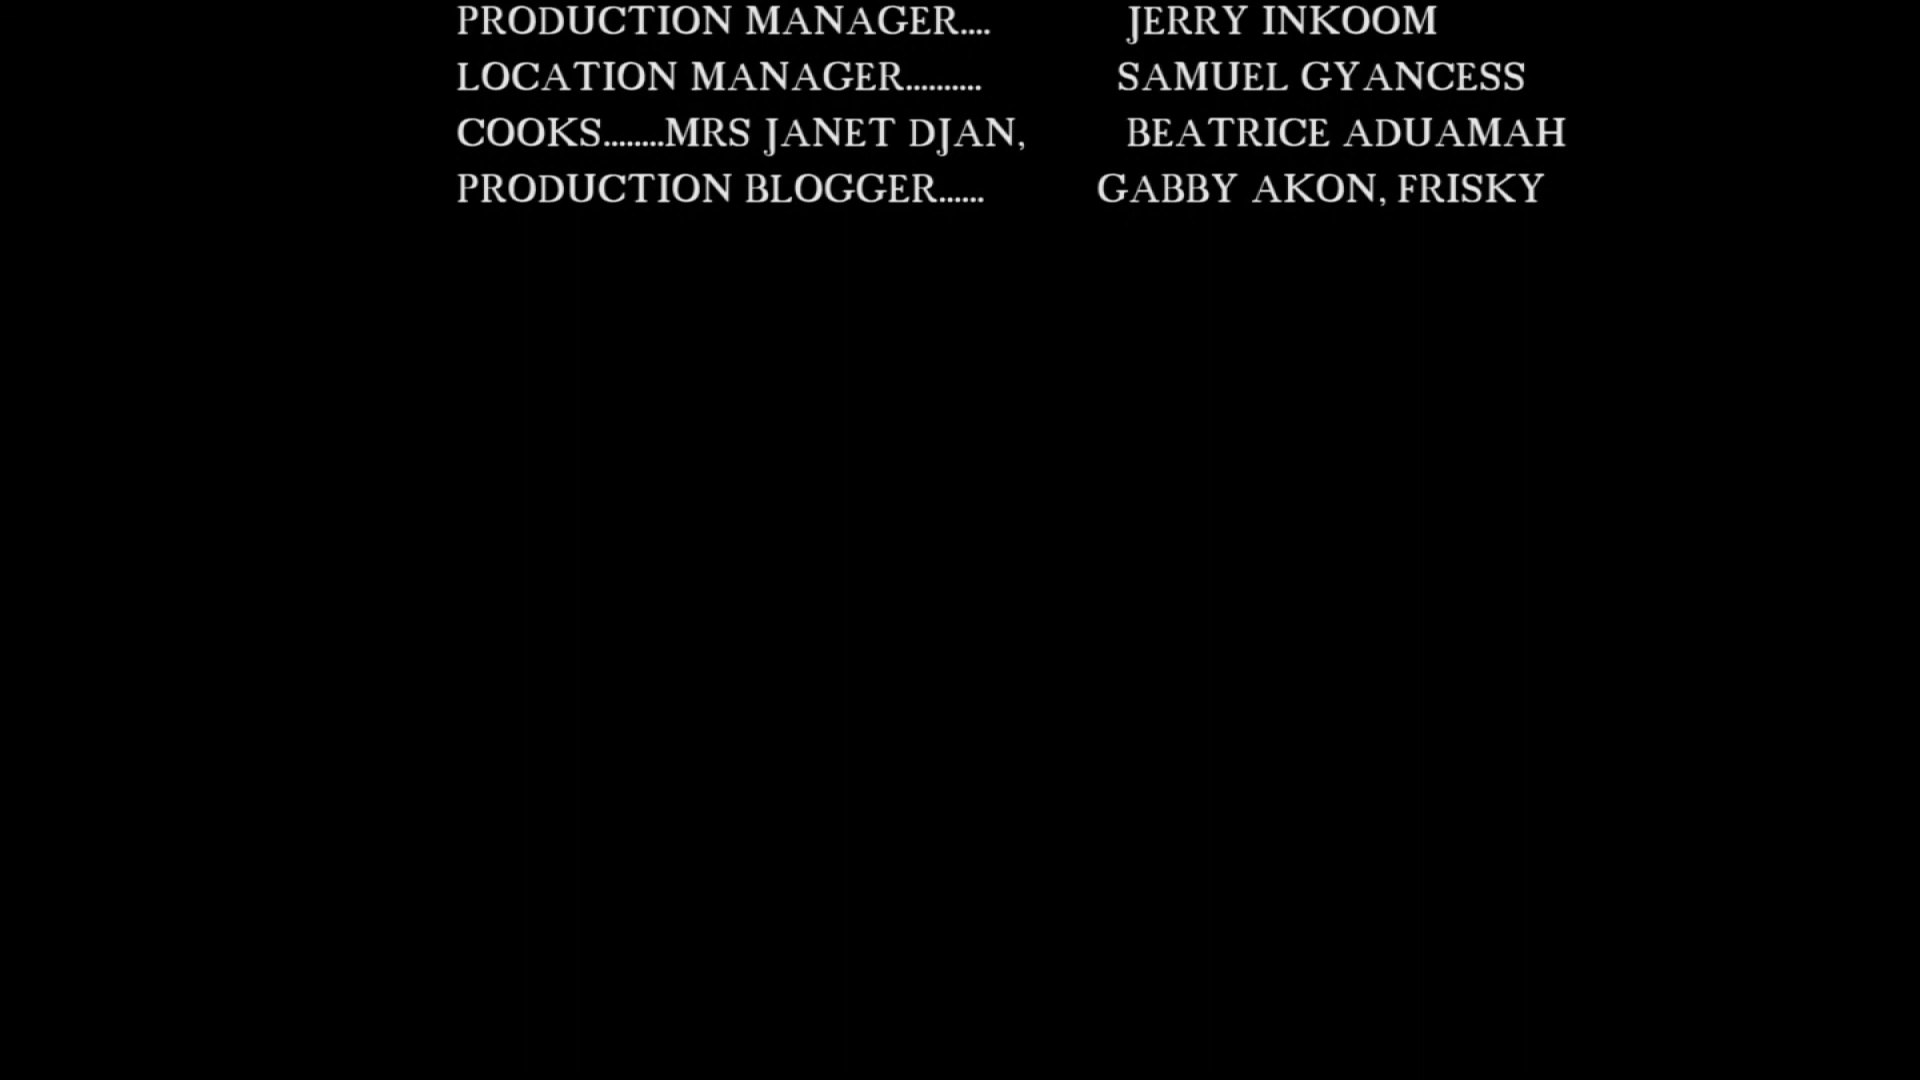 PRODUCTION MANAGER.... JERRY INKOOM
LOCATION MANAGER.......... SAMUEL GYANCESS
COOKS........MRS JANET DJAN, BEATRICE ADUAMAH
PRODUCTION BLOGGER...... GABBY AKON, FRISKY